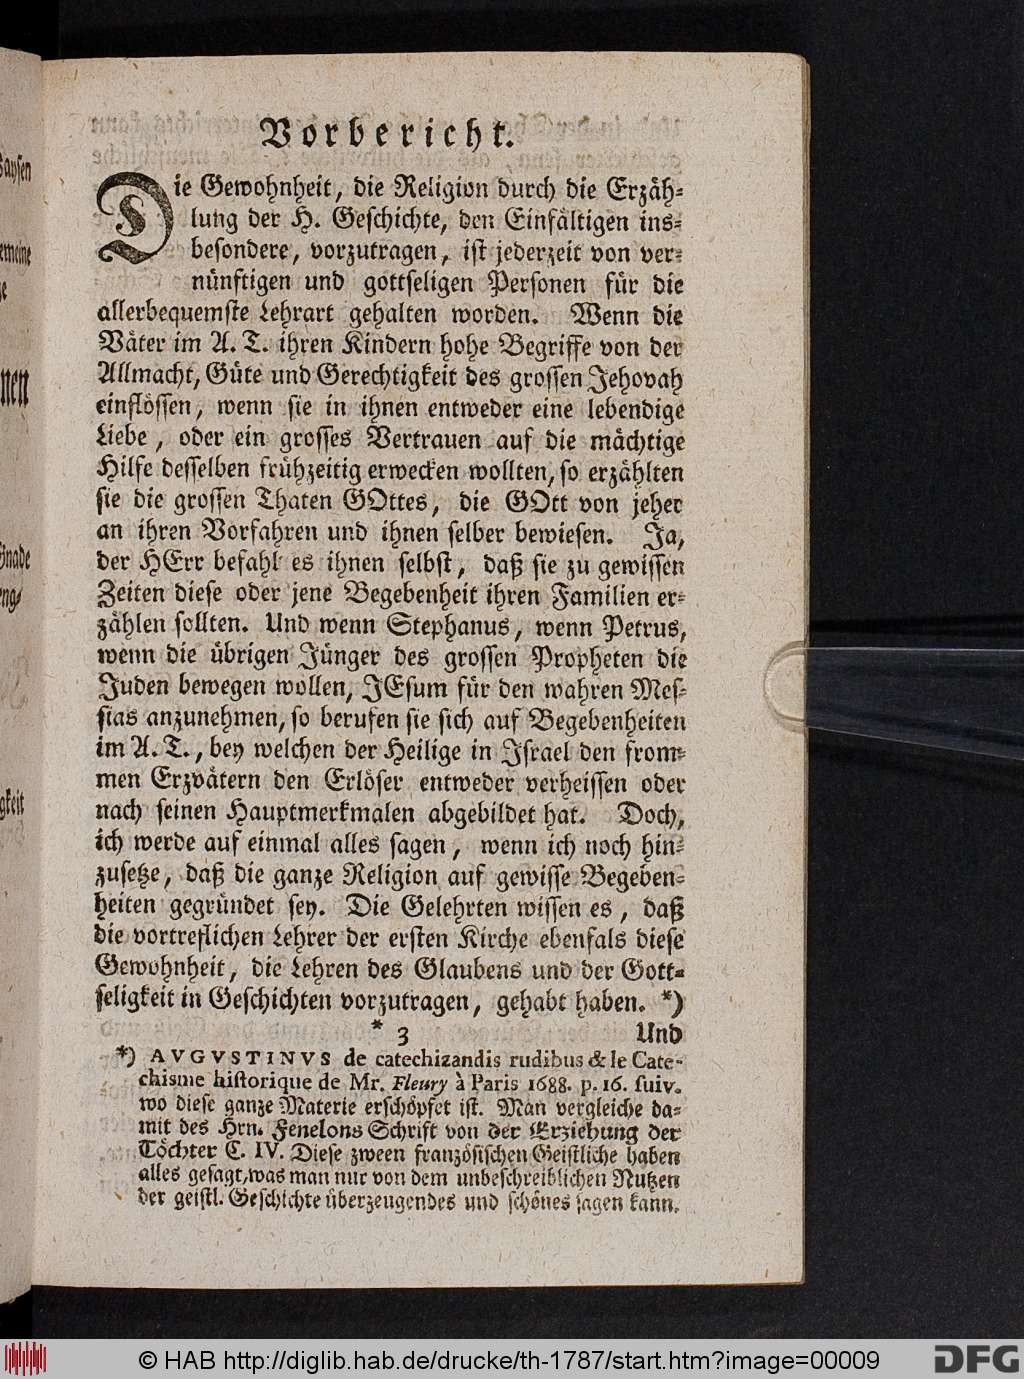 Vorbericht.
Die Gewohnheit, die Religion durch die Erzäh-
lung der H. Geschichte, den Einfältigen ins-
besondere, vorzutragen, ist jederzeit von ver-
nünftigen und gottseligen Personen für die
allerbequemste Lehrart gehalten worden. Wenn die
Väter im A. T. ihren Kindern hohe Begriffe von der
Allmacht, Güte und Gerechtigkeit des grossen Jehovah
einflössen, wenn sie in ihnen entweder eine lebendige
Liebe, oder ein grosses Vertrauen auf die mächtige
Hilfe desselben frühzeitig erwecken wollten, so erzählten
sie die grossen Thaten GOttes, die GOtt von jeher
an ihren Vorfahren und ihnen selber bewiesen. Ja,
der HErr befahl es ihnen selbst, daß sie zu gewissen
Zeiten diese oder jene Begebenheit ihren Familien er-
zählen sollten. Und wenn Stephanus, wenn Petrus,
wenn die übrigen Jünger des grossen Propheten die
Juden bewegen wollen, JEsum für den wahren Mes-
sias anzunehmen, so berufen sie sich auf Begebenheiten
im A. T., bey welchen der Heilige in Israel den from-
men Erzvätern den Erlöser entweder verheissen oder
nach seinen Hauptmerkmalen abgebildet hat. Doch,
ich werde auf einmal alles sagen, wenn ich noch hin-
zusetze, daß die ganze Religion auf gewisse Begeben-
heiten gegründet sey. Die Gelehrten wissen es, daß
die vortreflichen Lehrer der ersten Kirche ebenfals diese
Gewohnheit, die Lehren des Glaubens und der Gott-
seligkeit in Geschichten vorzutragen, gehabt haben. *)
* 3 Und
*) AVGVSTINVS de catechizandis rudibus & le Cate-
chisme historique de Mr. Fleury à Paris 1688. p. 16. suiv.
wo diese ganze Materie erschöpfet ist. Man vergleiche da-
mit des Hrn. Fenelons Schrift von der Erziehung der
Töchter C. IV. Diese zween französischen Geistliche haben
alles gesagt, was man nur von dem unbeschreiblichen Nutzen
der geistl. Geschichte überzeugendes und schönes sagen kann.
© HAB http://diglib.hab.de/drucke/th-1787/start.htm?image=00009
DFG